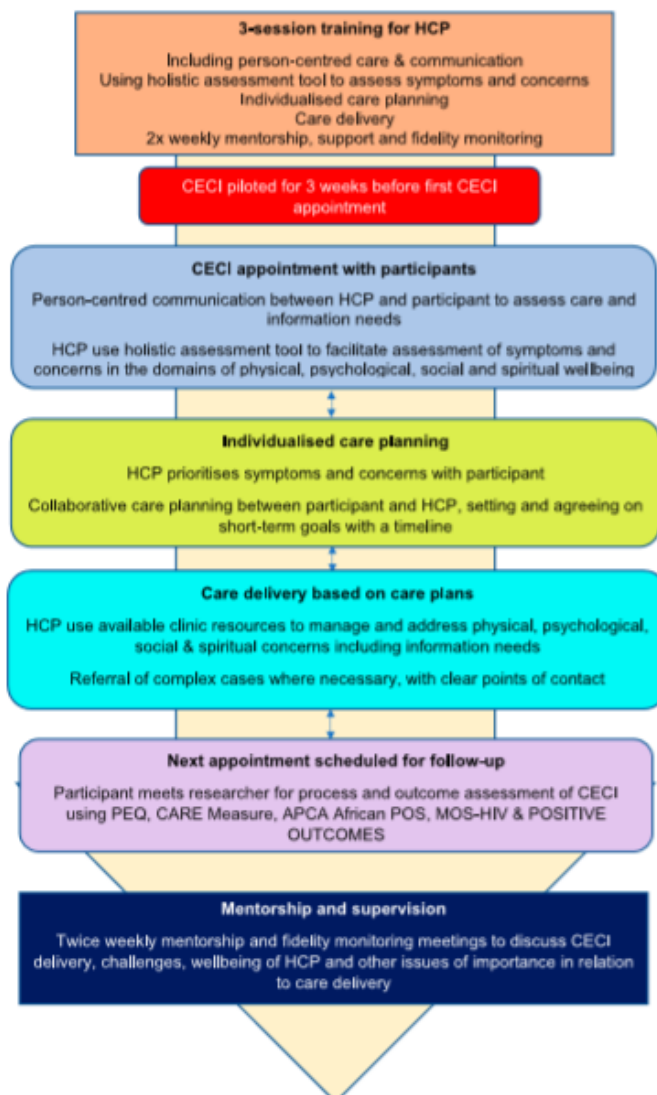 3-session training for HCP
Including person-centred care & communication
Using holistic assessment tool to assess symptoms and concerns
Individualised care planning
Care delivery
2x weekly mentorship, support and fidelity monitoring
CECI piloted for 3 weeks before first CECI
appointment
CECI appointment with participants
Person-centred communication between HCP and participant to assess care and
information needs
HCP use holistic assessment tool to facilitate assessment of symptoms and
concerns in the domains of physical, psychological, social and spiritual wellbeing
Individualised care planning
HCP prioritises symptoms and concerns with participant
Collaborative care planning between participant and HCP, setting and agreeing on
short-term goals with a timeline
Care delivery based on care plans
HCP use available clinic resources to manage and address physical, psychological,
social & spiritual concerns including information needs
Referral of complex cases where necessary, with clear points of contact
Next appointment scheduled for follow-up
Participant meets researcher for process and outcome assessment of CECI
using PEQ, CARE Measure, APCA African POS, MOS-HIV & POSITIVE
OUTCOMES
Mentorship and supervision
Twice weekly mentorship and fidelity monitoring meetings to discuss CECI
delivery, challenges, wellbeing of HCP and other issues of importance in relation
to care delivery